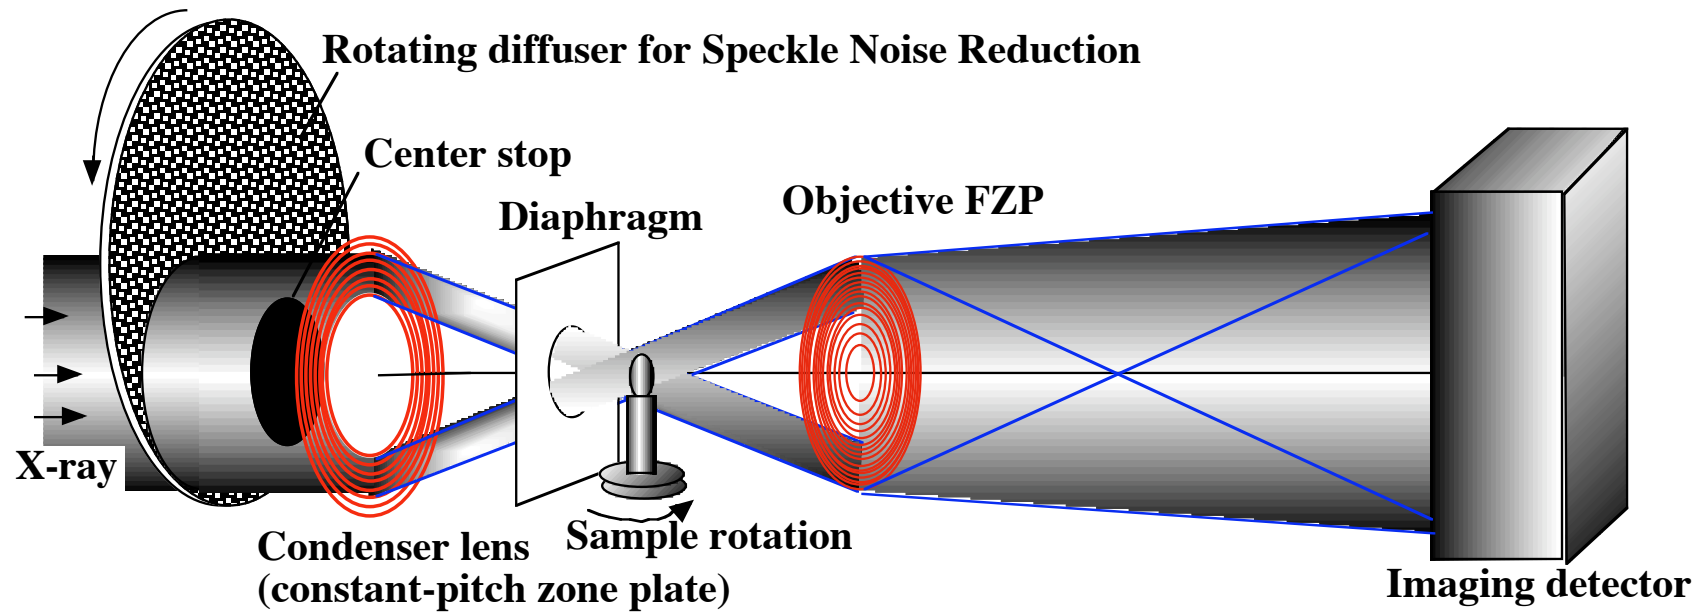 Rotating diffuser for Speckle Noise Reduction
Center stop
Diaphragm
Objective FZP
X-ray
Condenser lens
(constant-pitch zone plate)
Sample rotation
Imaging detector